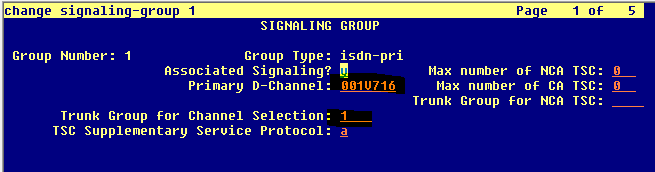 change signaling-group 1 Page 1 of 5
SIGNALING GROUP
Group Number: 1 Group Type: isdn-pri
Associated Signaling? y Max number of NCA TSC: 0
Primary D-Channel: 001V716 Max number of CA TSC: 0
Trunk Group for NCA TSC:
Trunk Group for Channel Selection: 1
TSC Supplementary Service Protocol: a